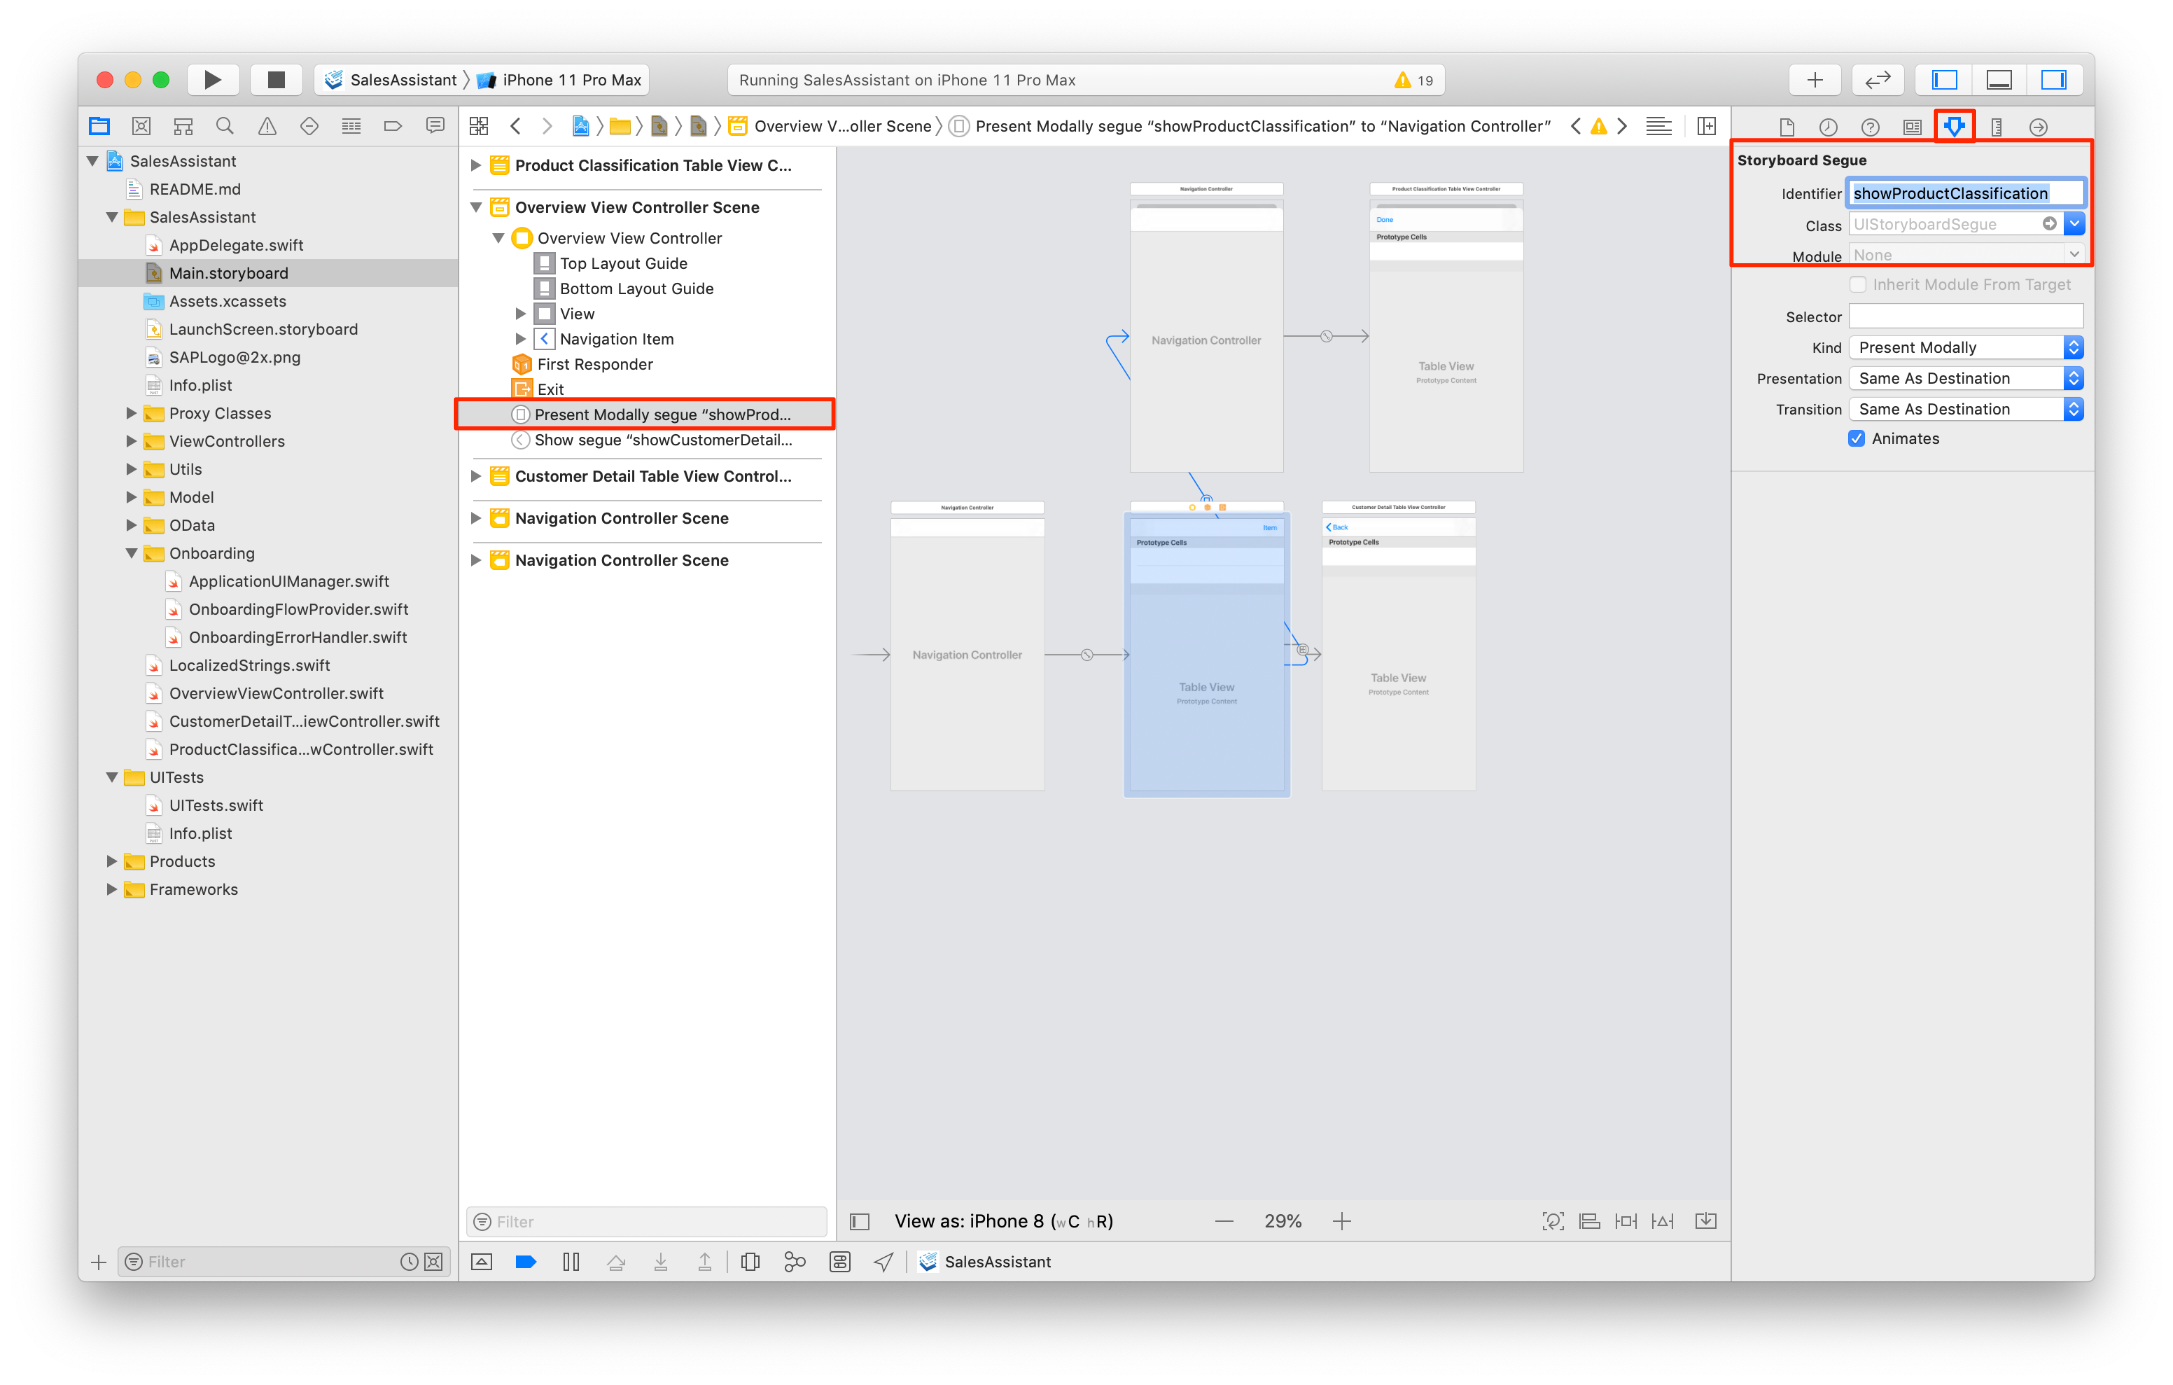 SalesAssistant
iPhone 11 Pro Max
Running SalesAssistant on iPhone 11 Pro Max
19
Overview V...oller Scene
Present Modally segue “showProductClassification” to “Navigation Controller”
SalesAssistant
README.md
SalesAssistant
AppDelegate.swift
Main.storyboard
Assets.xcassets
LaunchScreen.storyboard
SAPLogo@2x.png
Info.plist
Proxy Classes
ViewControllers
Utils
Model
OData
Onboarding
ApplicationUIManager.swift
OnboardingFlowProvider.swift
OnboardingErrorHandler.swift
LocalizedStrings.swift
OverviewViewController.swift
CustomerDetailT...iewController.swift
ProductClassifica...wController.swift
UITests
UITests.swift
Info.plist
Products
Frameworks
Filter
Product Classification Table View C...
Overview View Controller Scene
Overview View Controller
Top Layout Guide
Bottom Layout Guide
View
Navigation Item
First Responder
Exit
Present Modally segue “showProd...
Show segue “showCustomerDetail...
Customer Detail Table View Control...
Navigation Controller Scene
Navigation Controller Scene
Filter
Navigation Controller
Navigation Controller
Product Classification Table View Controller
Done
Prototype Cells
Table View
Prototype Content
Navigation Controller
Navigation Controller
Item
Prototype Cells
Table View
Prototype Content
Customer Detail Table View Controller
Back
Prototype Cells
Table View
Prototype Content
View as: iPhone 8 (wC hR)
29%
SalesAssistant
Storyboard Segue
Identifier showProductClassification
Class UIStoryboardSegue
Module None
Inherit Module From Target
Selector
Kind Present Modally
Presentation Same As Destination
Transition Same As Destination
Animates